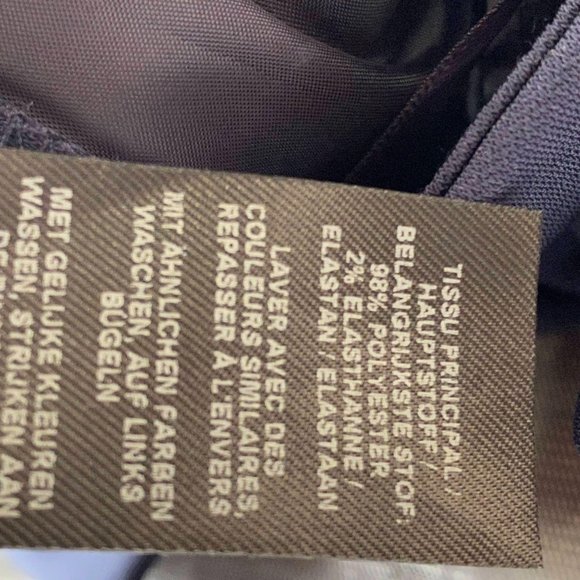 TISSU PRINCIPAL /
HAUPTSTOFF /
BELANGRIJKSTE STOF:
98% POLYESTER
2% ELASTHANNE /
ELASTAN / ELASTAAN
LAVER AVEC DES
COULEURS SIMILAIRES,
REPASSER À L'ENVERS
MIT ÄHNLICHEN FARBEN
WASCHEN, AUF LINKS
BÜGELN
MET GELIJKE KLEUREN
WASSEN, STRIJKEN AAN